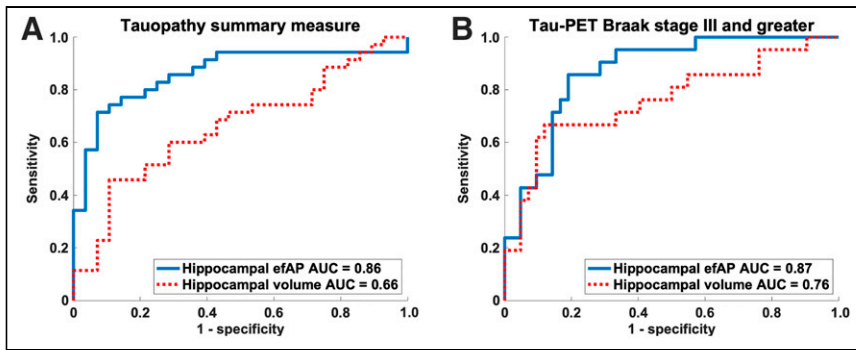 A
Tauopathy summary measure
1.0
0.8
0.6
0.4
0.2
0
Sensitivity
Hippocampal efAP AUC = 0.86
Hippocampal volume AUC = 0.66
0 0.2 0.4 0.6 0.8 1.0
1 - specificity
B
Tau-PET Braak stage III and greater
1.0
0.8
0.6
0.4
0.2
0
Sensitivity
Hippocampal efAP AUC = 0.87
Hippocampal volume AUC = 0.76
0 0.2 0.4 0.6 0.8 1.0
1 - specificity